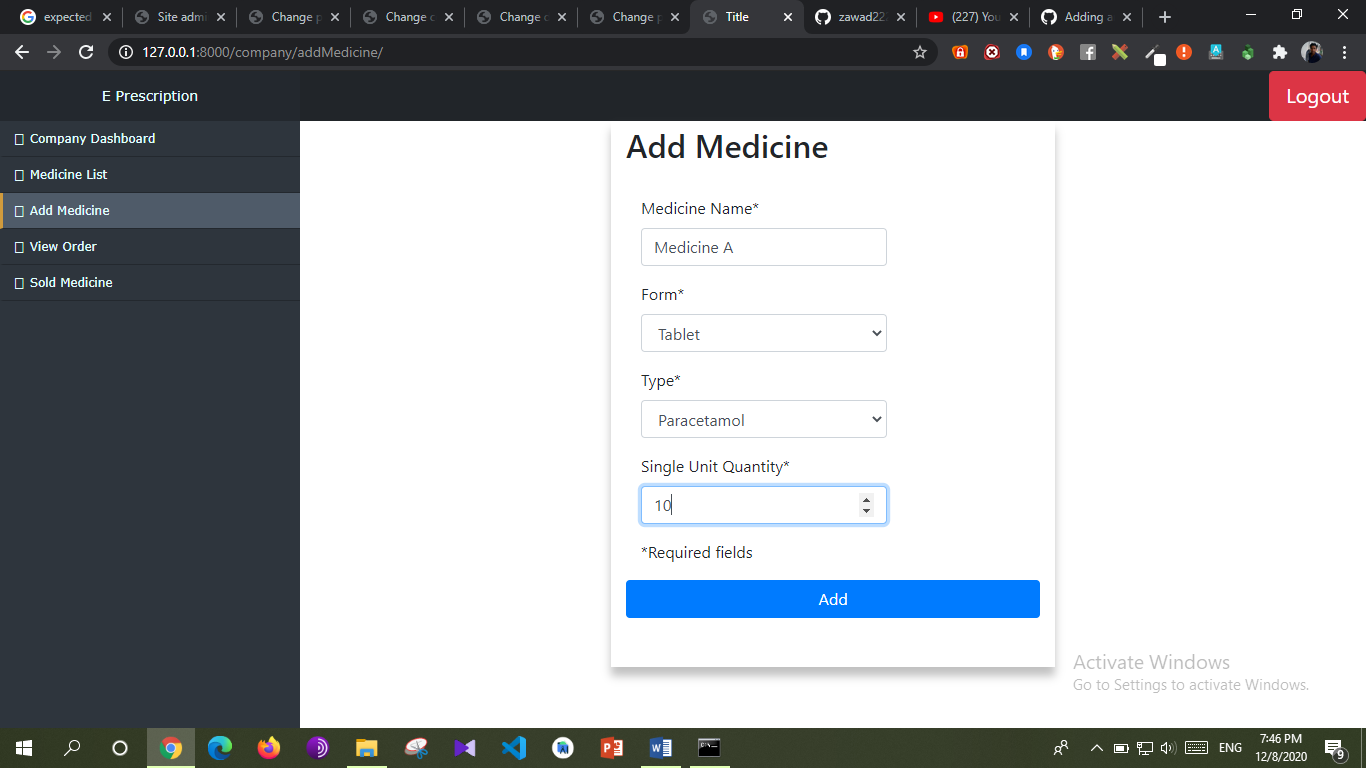 expected
Site admi
Change p
Change c
Change c
Change p
Title
zawad22
(227) You
Adding a
127.0.0.1:8000/company/addMedicine/
E Prescription
Logout
Company Dashboard
Medicine List
Add Medicine
View Order
Sold Medicine
Add Medicine
Medicine Name*
Medicine A
Form*
Tablet
Type*
Paracetamol
Single Unit Quantity*
10
*Required fields
Add
Activate Windows
Go to Settings to activate Windows.
ENG
7:46 PM
12/8/2020
9